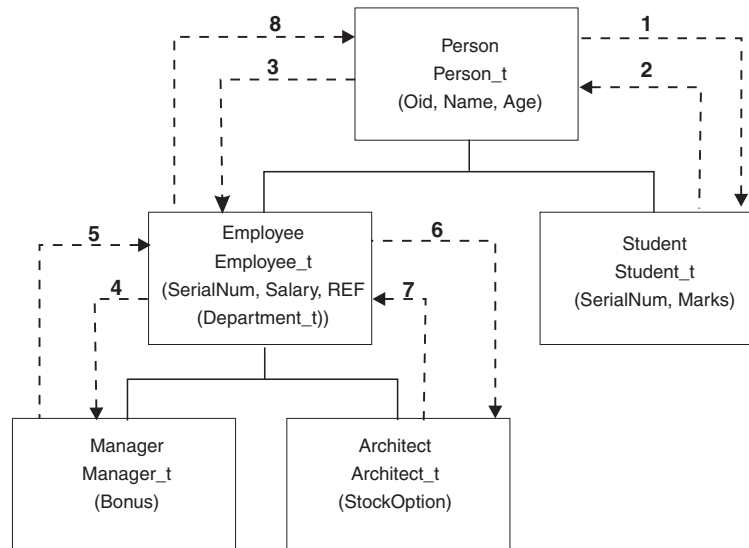 8
Person
Person_t
(Oid, Name, Age)
1
3
2
Employee
Employee_t
(SerialNum, Salary, REF
(Department_t))
Student
Student_t
(SerialNum, Marks)
5
6
4
7
Manager
Manager_t
(Bonus)
Architect
Architect_t
(StockOption)